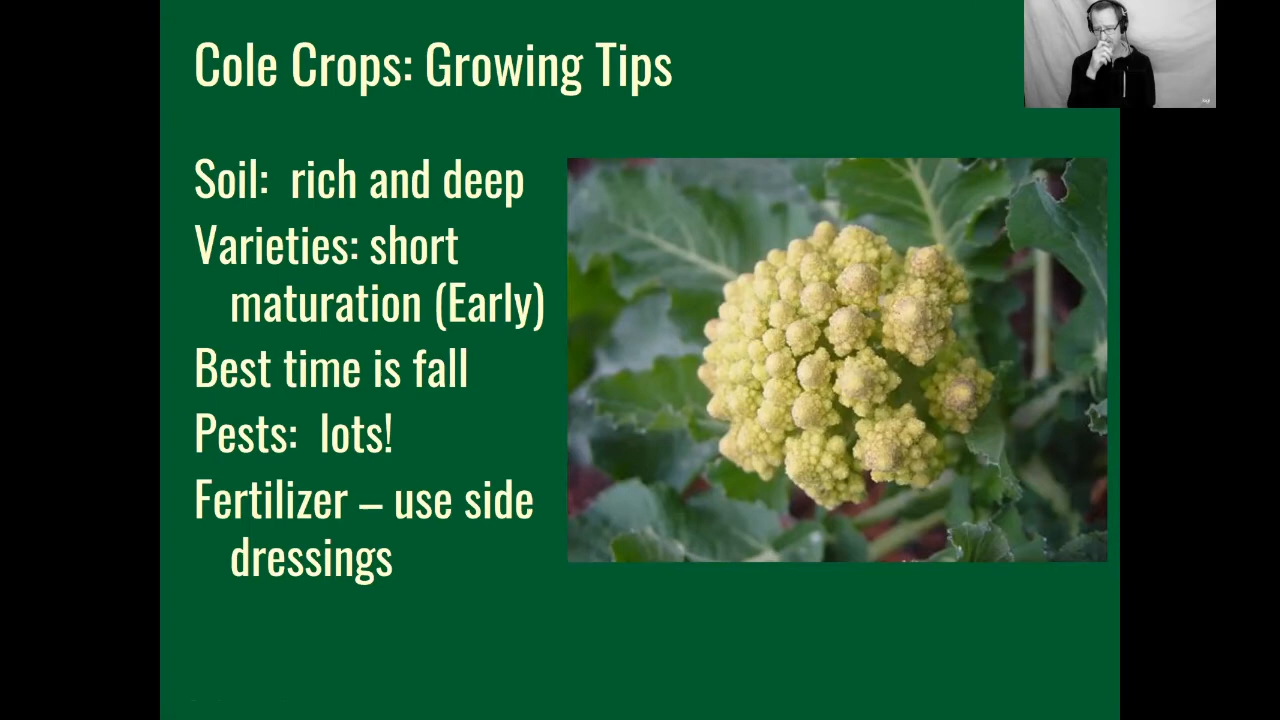 Cole Crops: Growing Tips
Soil:  rich and deep
Varieties: short
maturation (Early)
Best time is fall
Pests:  lots!
Fertilizer – use side
dressings